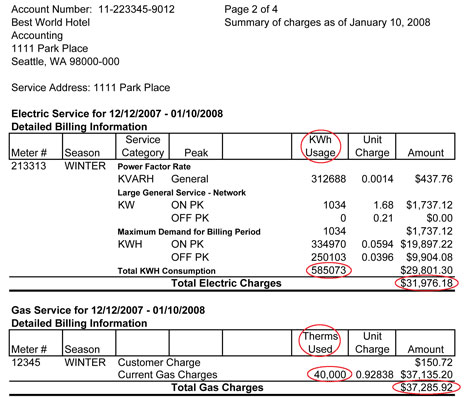 Account Number: 11-223345-9012 Page 2 of 4
Best World Hotel Summary of charges as of January 10, 2008
Accounting
1111 Park Place
Seattle, WA 98000-000
Service Address: 1111 Park Place
Electric Service for 12/12/2007 - 01/10/2008
Detailed Billing Information
Service KWh Unit
Meter # Season Category Peak Usage Charge Amount
213313 WINTER Power Factor Rate
KVARH General 312688 0.0014 $437.76
Large General Service - Network
KW ON PK 1034 1.68 $1,737.12
OFF PK 0 0.21 $0.00
Maximum Demand for Billing Period 1034 $1,737.12
KWH ON PK 334970 0.0594 $19,897.22
OFF PK 250103 0.0396 $9,904.08
Total KWH Consumption 585073 $29,801.30
Total Electric Charges $31,976.18
Gas Service for 12/12/2007 - 01/10/2008
Detailed Billing Information
Therms Unit
Meter # Season Used Charge Amount
12345 WINTER Customer Charge $150.72
Current Gas Charges 40,000 0.92838 $37,135.20
Total Gas Charges $37,285.92